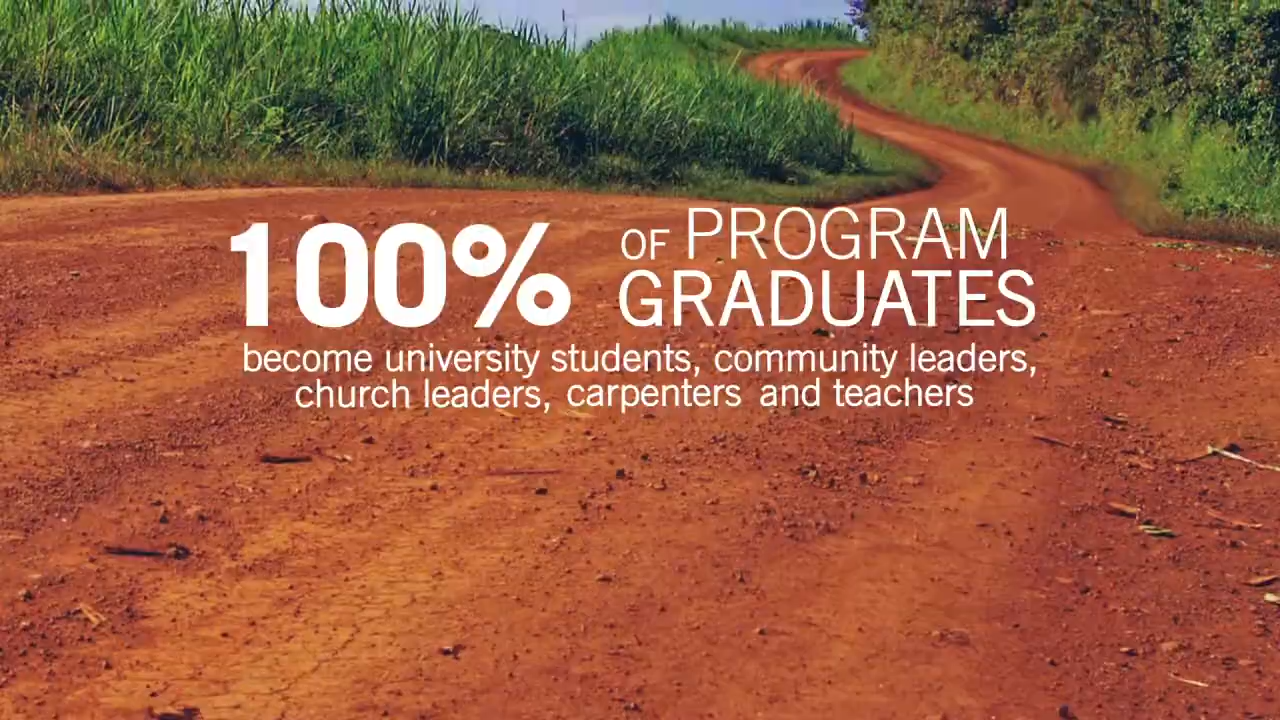 100% OF PROGRAM
GRADUATES
become university students, community leaders,
church leaders, carpenters and teachers